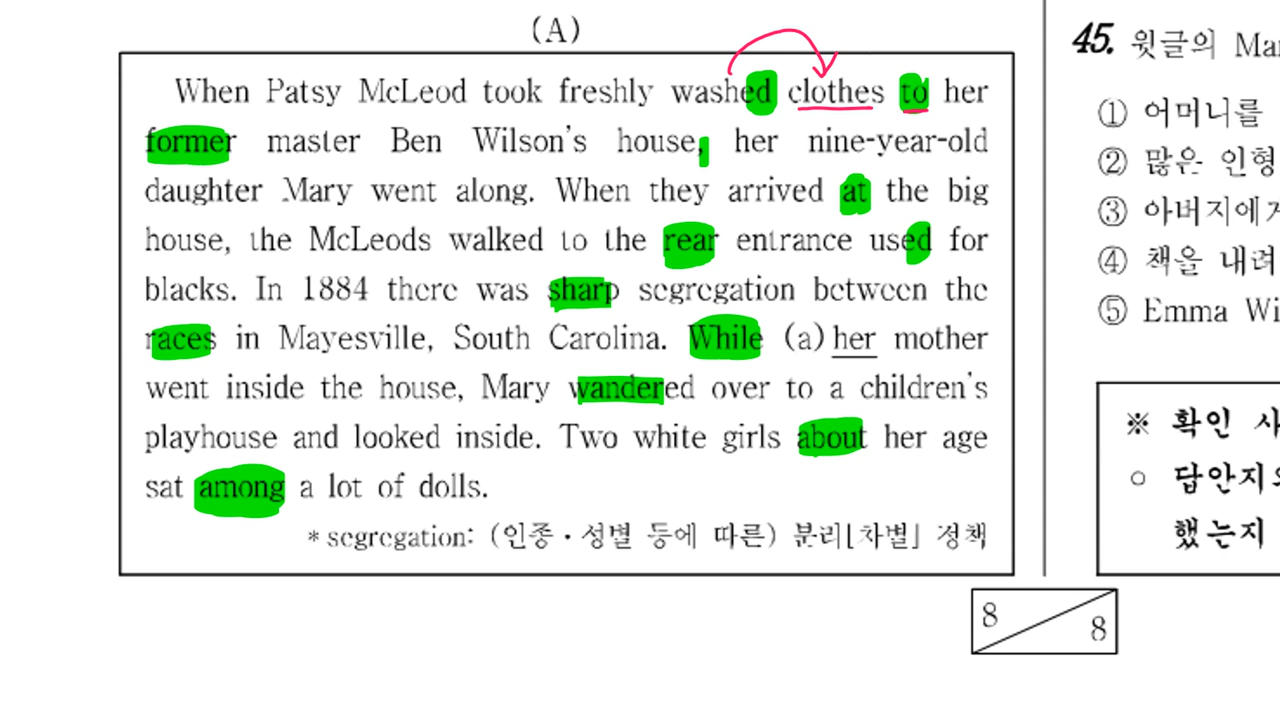 (A)
When Patsy McLeod took freshly washed clothes to her
former master Ben Wilson's house, her nine-year-old
daughter Mary went along. When they arrived at the big
house, the McLeods walked to the rear entrance used for
blacks. In 1884 there was sharp segregation between the
races in Mayesville, South Carolina. While (a) her mother
went inside the house, Mary wandered over to a children's
playhouse and looked inside. Two white girls about her age
sat among a lot of dolls.
* segregation: (인종·성별 등에 따른) 분리[차별] 정책
8
8
45. 윗글의
① 어머니를
② 많은 인형
③ 아버지에게
④ 책을 내려
⑤ Emma
※ 확인
○ 답안지
했는지